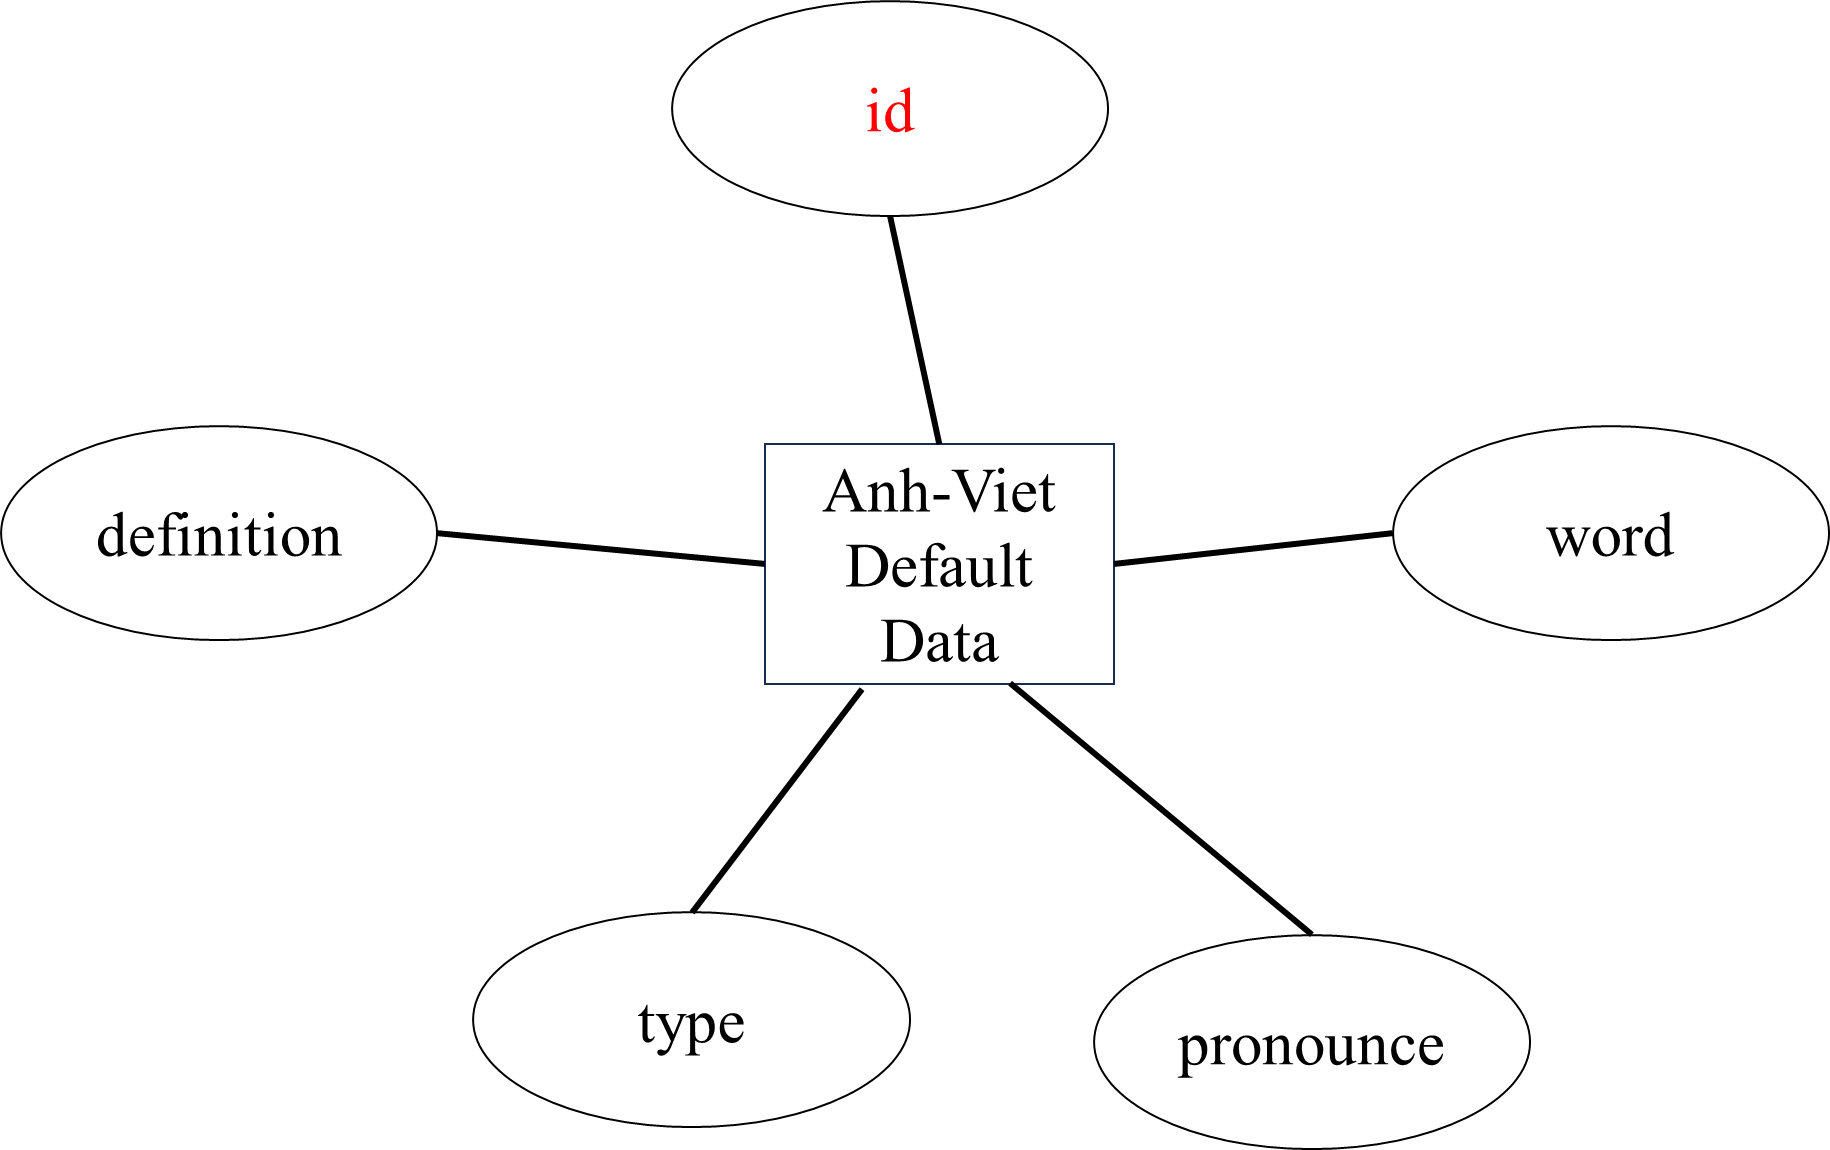 id
definition
Anh-Viet
Default
Data
word
type
pronounce